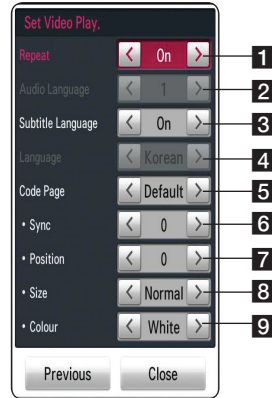 Set Video Play.
Repeat < On > 1
Audio Language < 1 > 2
Subtitle Language < On > 3
Language < Korean > 4
Code Page < Default > 5
• Sync < 0 > 6
• Position < 0 > 7
• Size < Normal > 8
• Colour < White > 9
Previous Close